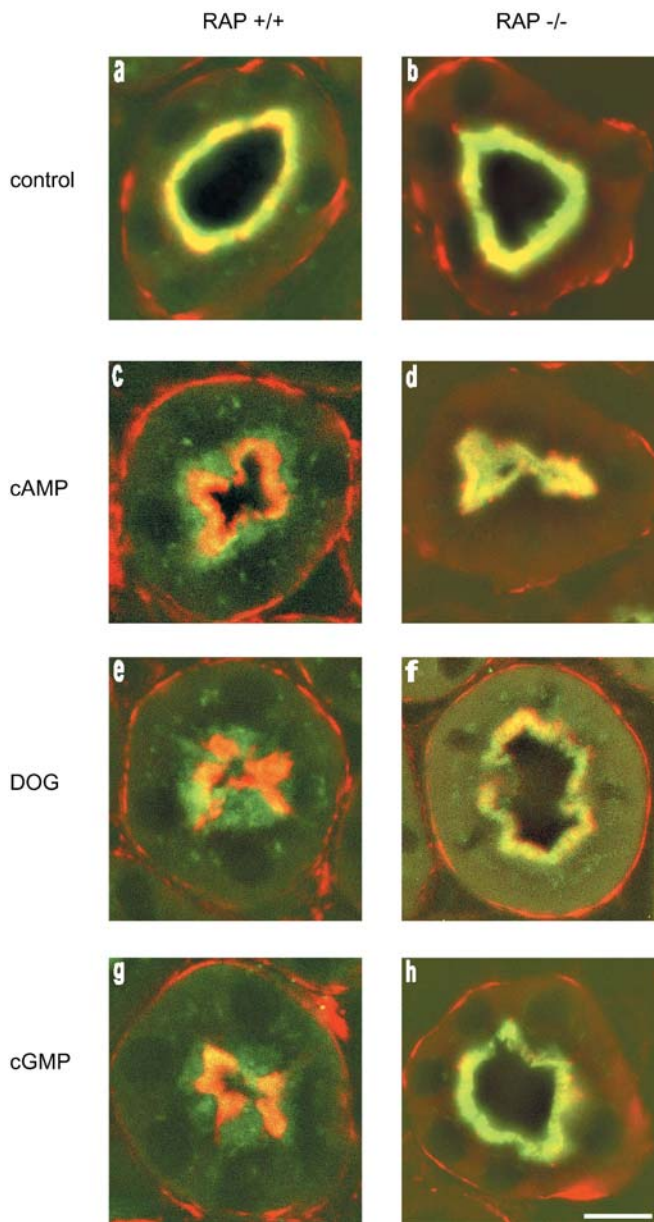 RAP +/+ RAP -/-
control a b
cAMP c d
DOG e f
cGMP g h